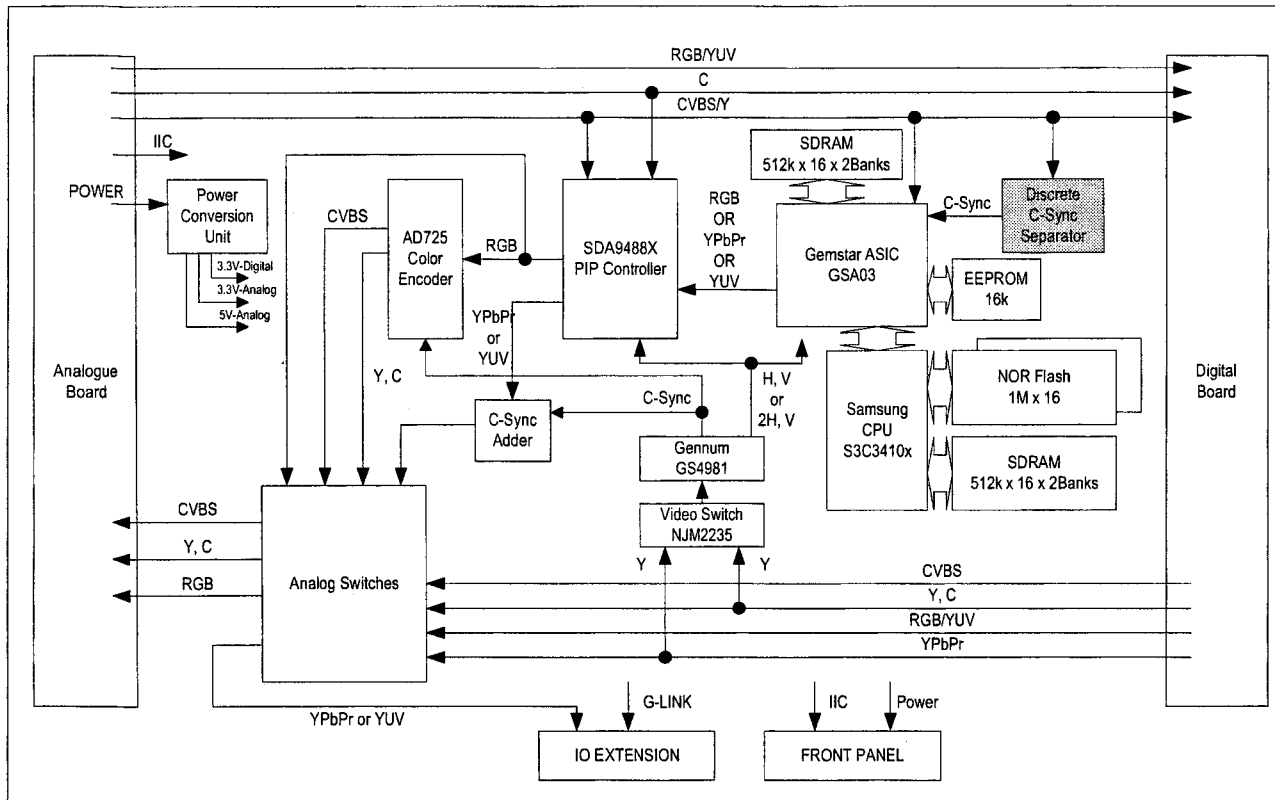 RGB/YUV
C
CVBS/Y
IIC
POWER
Power
Conversion
Unit
3.3V-Digital
3.3V-Analog
5V-Analog
Analogue
Board
CVBS
AD725
Color
Encoder
RGB
SDA9488X
PIP Controller
RGB
OR
YPbPr
OR
YUV
SDRAM
512k x 16 x 2Banks
Gemstar ASIC
GSA03
C-Sync
Discrete
C-Sync
Separator
EEPROM
16k
YPbPr
or
YUV
Y, C
C-Sync
Adder
C-Sync
H, V
or
2H, V
Gennum
GS4981
Video Switch
NJM2235
Y
Y
Samsung
CPU
S3C3410x
NOR Flash
1M x 16
SDRAM
512k x 16 x 2Banks
Digital
Board
CVBS
Y, C
RGB
Analog Switches
CVBS
Y, C
RGB/YUV
YPbPr
YPbPr or YUV
G-LINK
IO EXTENSION
IIC
Power
FRONT PANEL